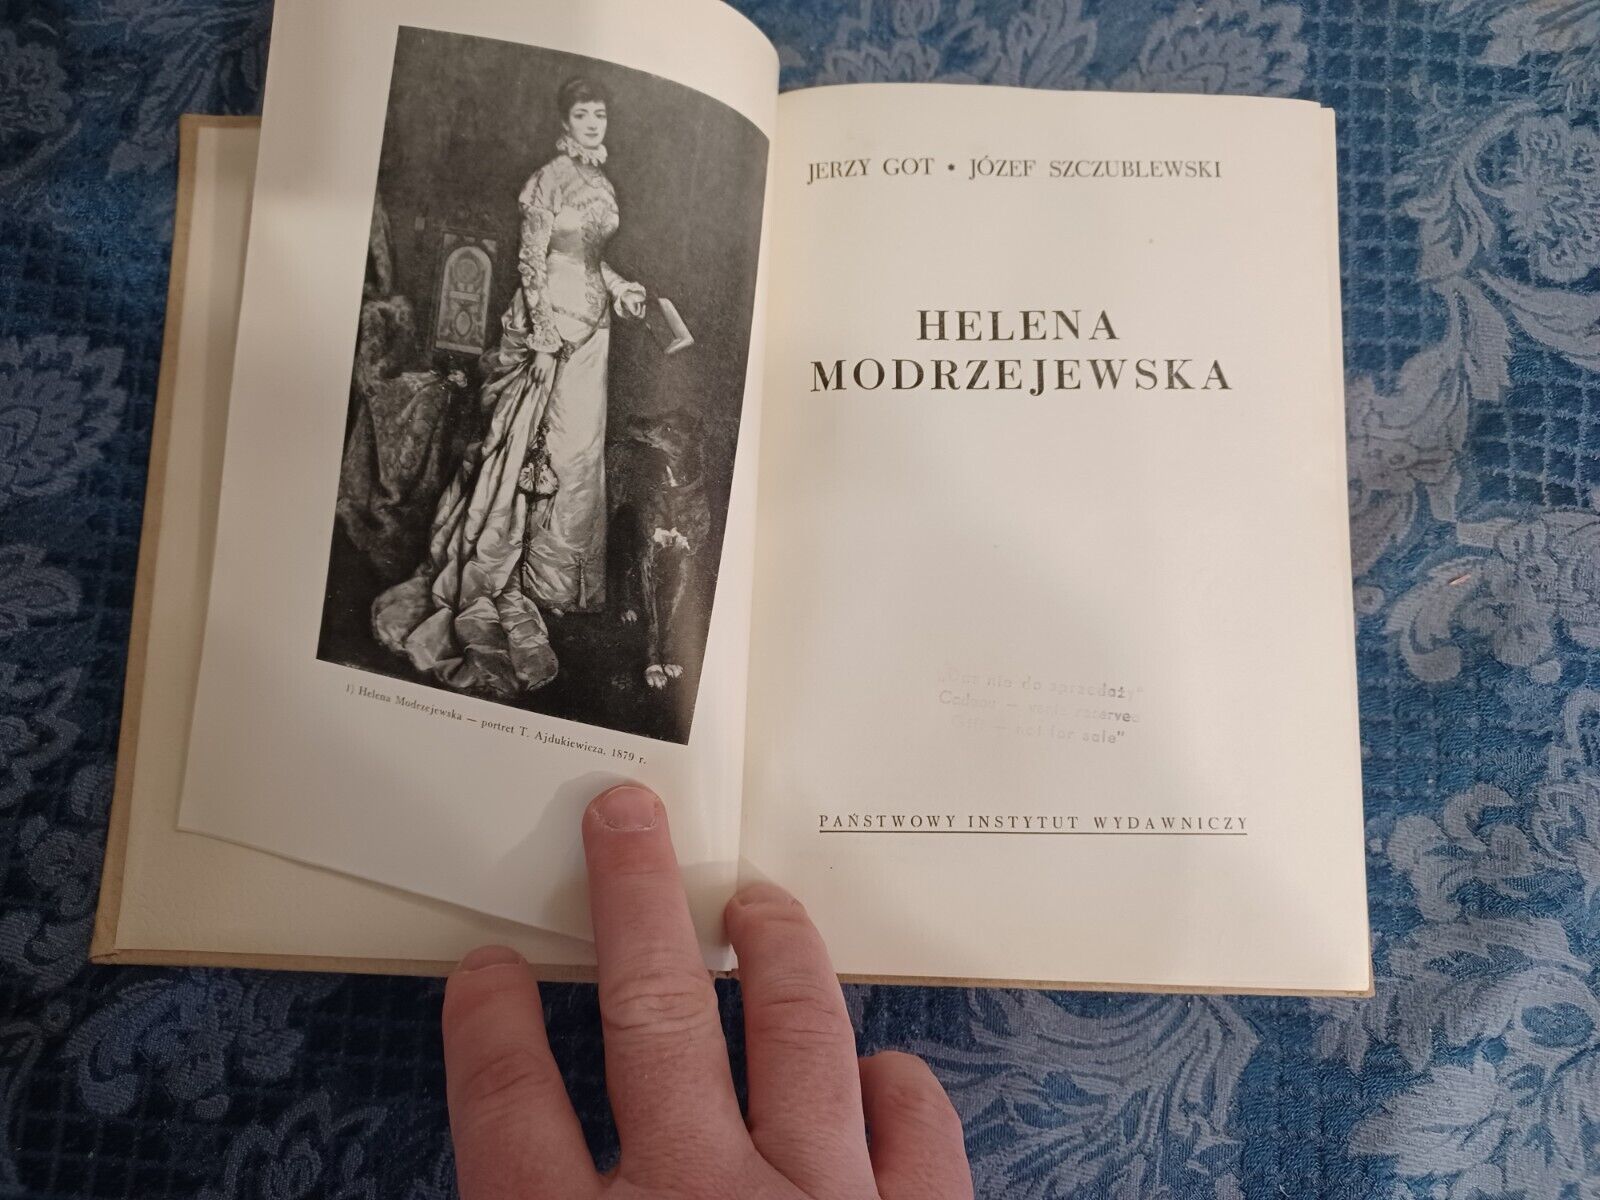 1) Helena Modrzejewska — portret T. Ajdukiewicza, 1879 r.
JERZY GOT • JÓZEF SZCZUBLEWSKI
HELENA
MODRZEJEWSKA
„Dar nie do sprzedaży"
Cadeau — vente reservee
Gift — not for sale"
PAŃSTWOWY INSTYTUT WYDAWNICZY